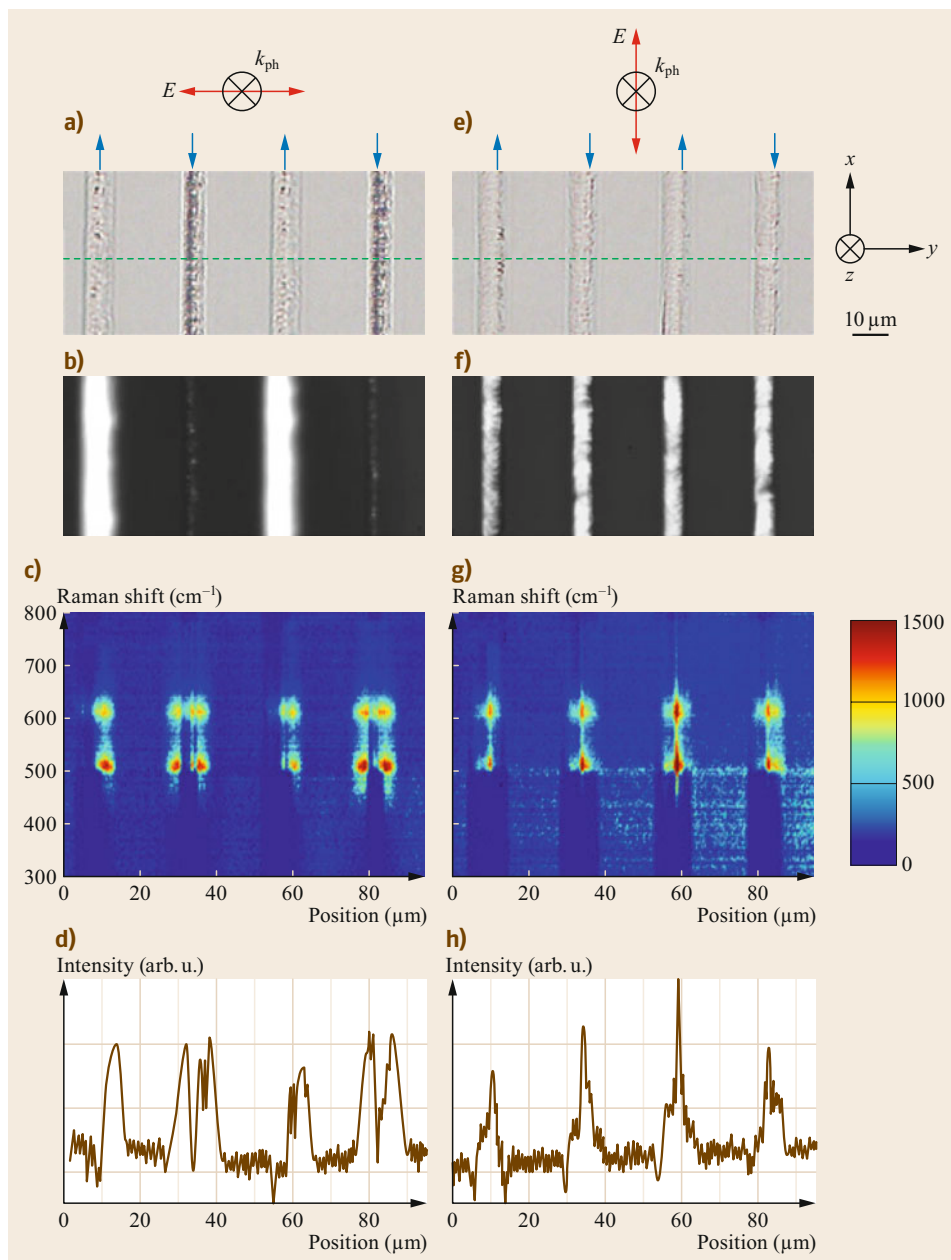 E k_ph
E k_ph
a)
e)
x
y
z
10 µm
b)
f)
c)
Raman shift (cm⁻¹)
800
700
600
500
400
300
0 20 40 60 80
Position (µm)
g)
Raman shift (cm⁻¹)
0 20 40 60 80
Position (µm)
1500
1000
500
0
d)
Intensity (arb. u.)
0 20 40 60 80
Position (µm)
h)
Intensity (arb. u.)
0 20 40 60 80
Position (µm)